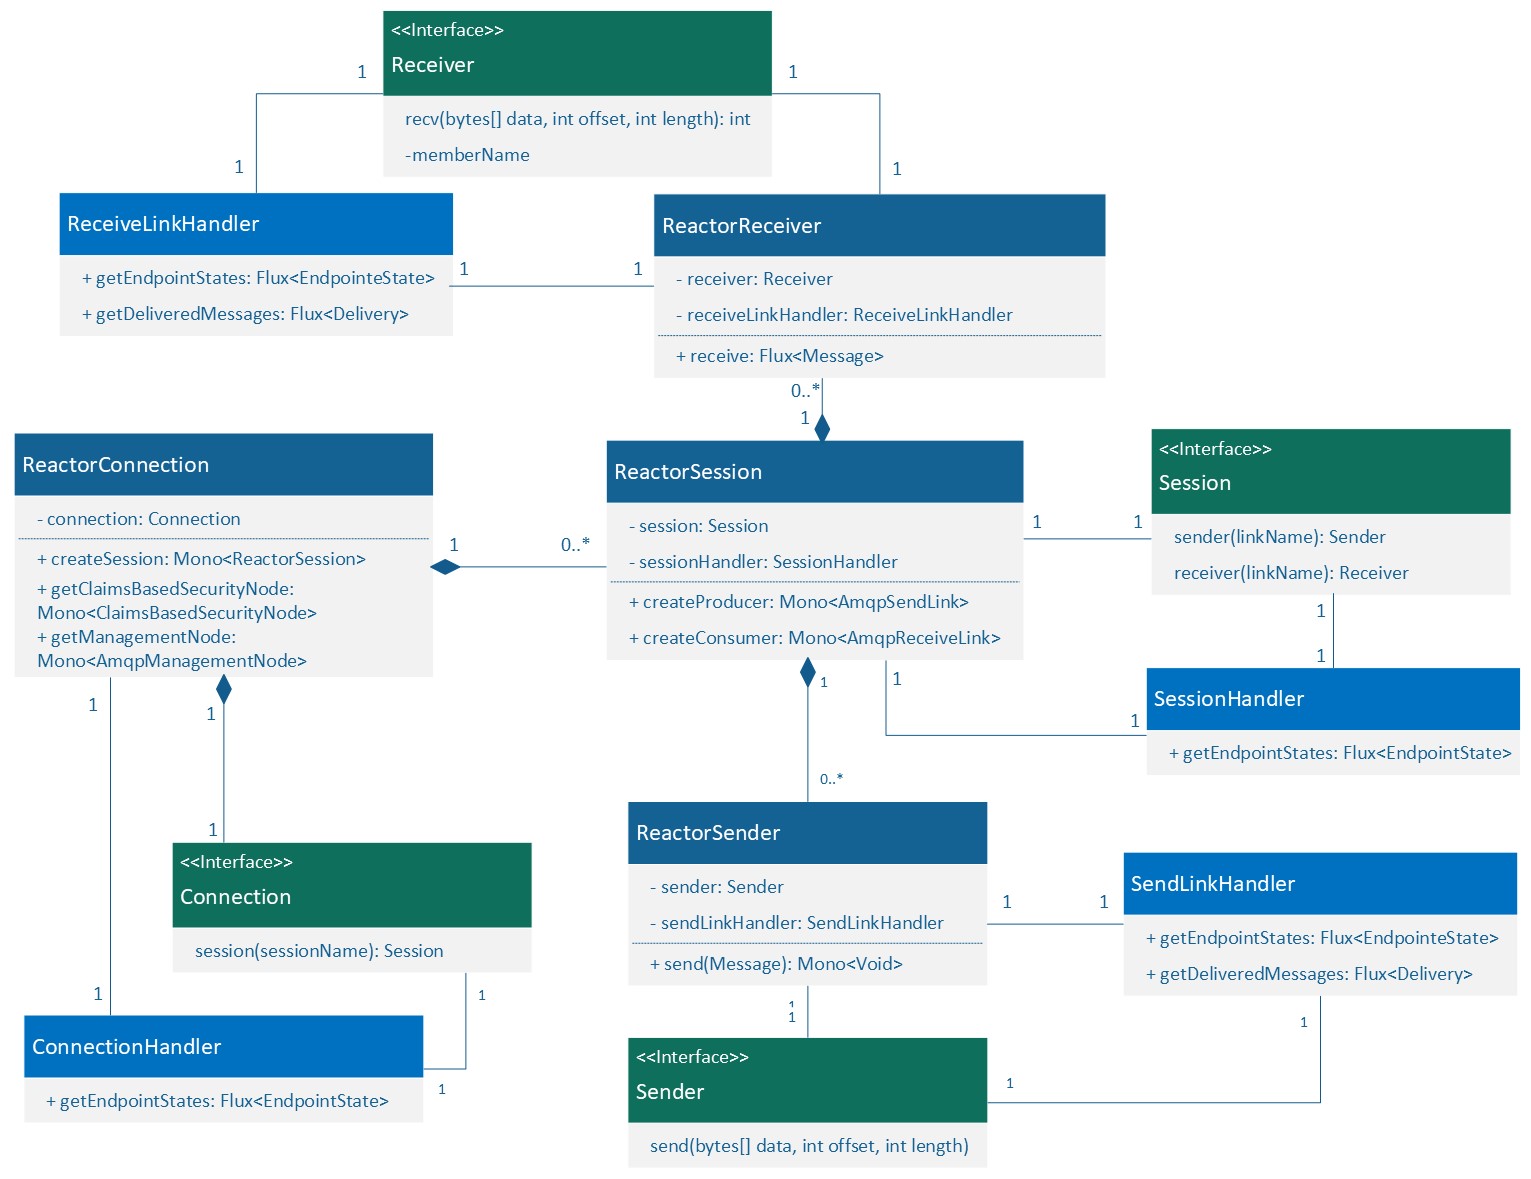 <<Interface>>
Receiver
1
1
recv(bytes[] data, int offset, int length): int
-memberName
1
1
ReceiveLinkHandler
+ getEndpointStates: Flux<EndpointeState>
+ getDeliveredMessages: Flux<Delivery>
1
1
ReactorReceiver
- receiver: Receiver
- receiveLinkHandler: ReceiveLinkHandler
+ receive: Flux<Message>
0..*
1
ReactorConnection
- connection: Connection
+ createSession: Mono<ReactorSession>
+ getClaimsBasedSecurityNode:
Mono<ClaimsBasedSecurityNode>
+ getManagementNode:
Mono<AmqpManagementNode>
1
0..*
ReactorSession
- session: Session
- sessionHandler: SessionHandler
+ createProducer: Mono<AmqpSendLink>
+ createConsumer: Mono<AmqpReceiveLink>
1
1
<<Interface>>
Session
sender(linkName): Sender
receiver(linkName): Receiver
1
1
SessionHandler
+ getEndpointStates: Flux<EndpointState>
1
1
1
0..*
1
1
1
1
<<Interface>>
Connection
session(sessionName): Session
1
1
ConnectionHandler
+ getEndpointStates: Flux<EndpointState>
ReactorSender
- sender: Sender
- sendLinkHandler: SendLinkHandler
+ send(Message): Mono<Void>
1
1
SendLinkHandler
+ getEndpointStates: Flux<EndpointeState>
+ getDeliveredMessages: Flux<Delivery>
1
1
1
1
<<Interface>>
Sender
send(bytes[] data, int offset, int length)